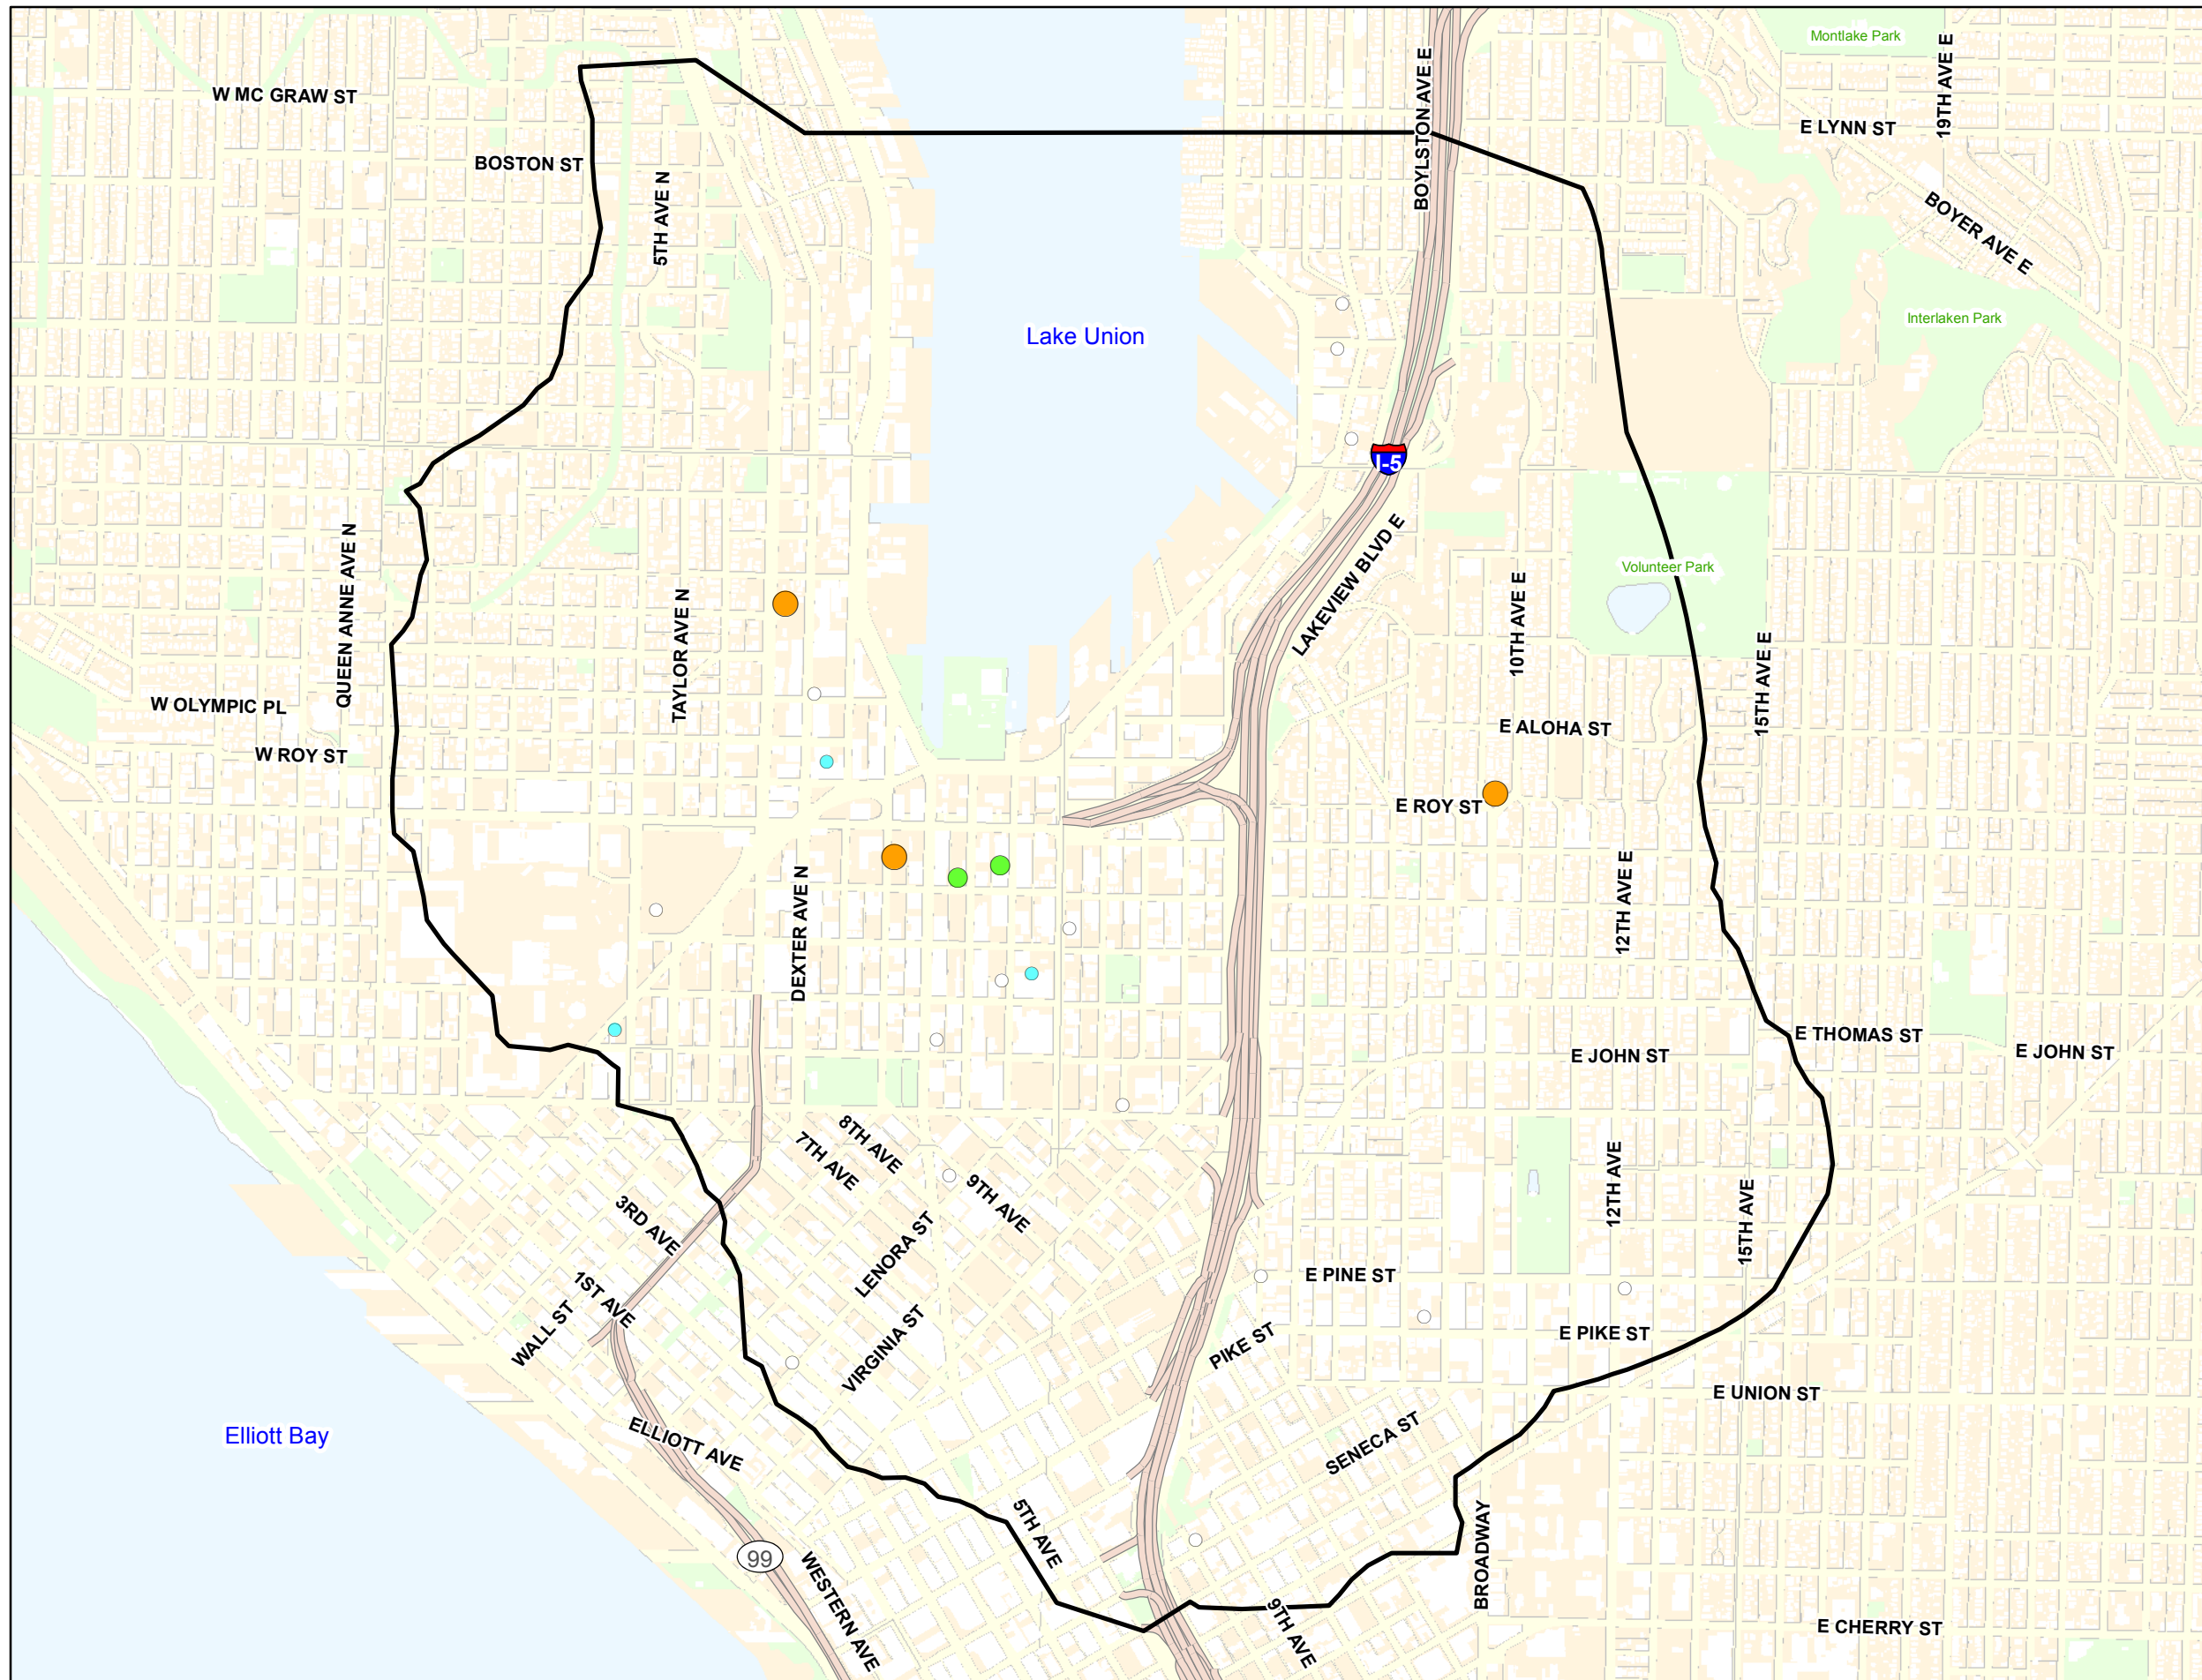 Montlake Park
W MC GRAW ST
BOYLSTON AVE E
19TH AVE E
E LYNN ST
BOSTON ST
5TH AVE N
BOYER AVE E
Lake Union
Interlaken Park
I-5
QUEEN ANNE AVE N
LAKEVIEW BLVD E
Volunteer Park
TAYLOR AVE N
10TH AVE E
15TH AVE E
W OLYMPIC PL
E ALOHA ST
W ROY ST
E ROY ST
DEXTER AVE N
12TH AVE E
E THOMAS ST
E JOHN ST
E JOHN ST
8TH AVE
7TH AVE
9TH AVE
12TH AVE
15TH AVE
3RD AVE
LENORA ST
E PINE ST
1ST AVE
WALL ST
VIRGINIA ST
PIKE ST
E PIKE ST
E UNION ST
Elliott Bay
ELLIOTT AVE
SENECA ST
5TH AVE
BROADWAY
99
WESTERN AVE
9TH AVE
E CHERRY ST